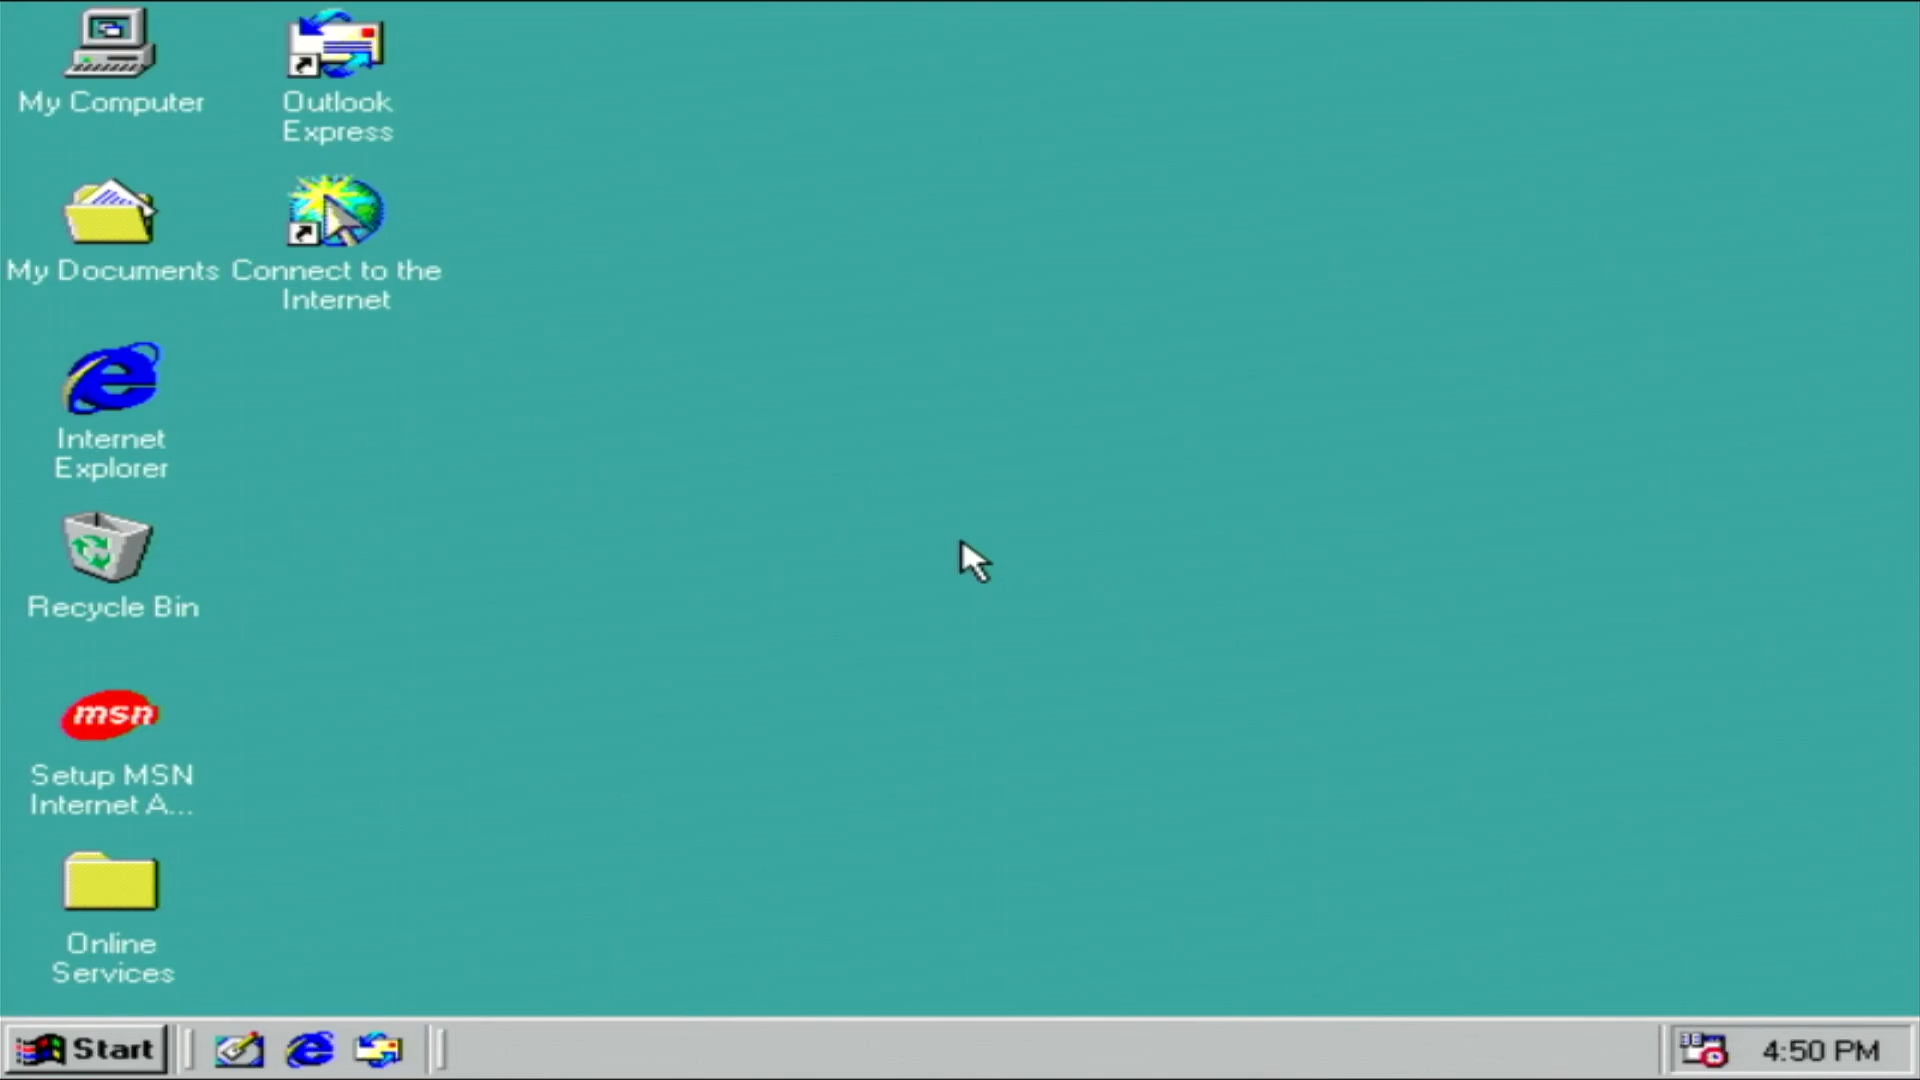 My Computer
Outlook
Express
My Documents
Connect to the
Internet
Internet
Explorer
Recycle Bin
msn
Setup MSN
Internet A...
Online
Services
Start
4:50 PM